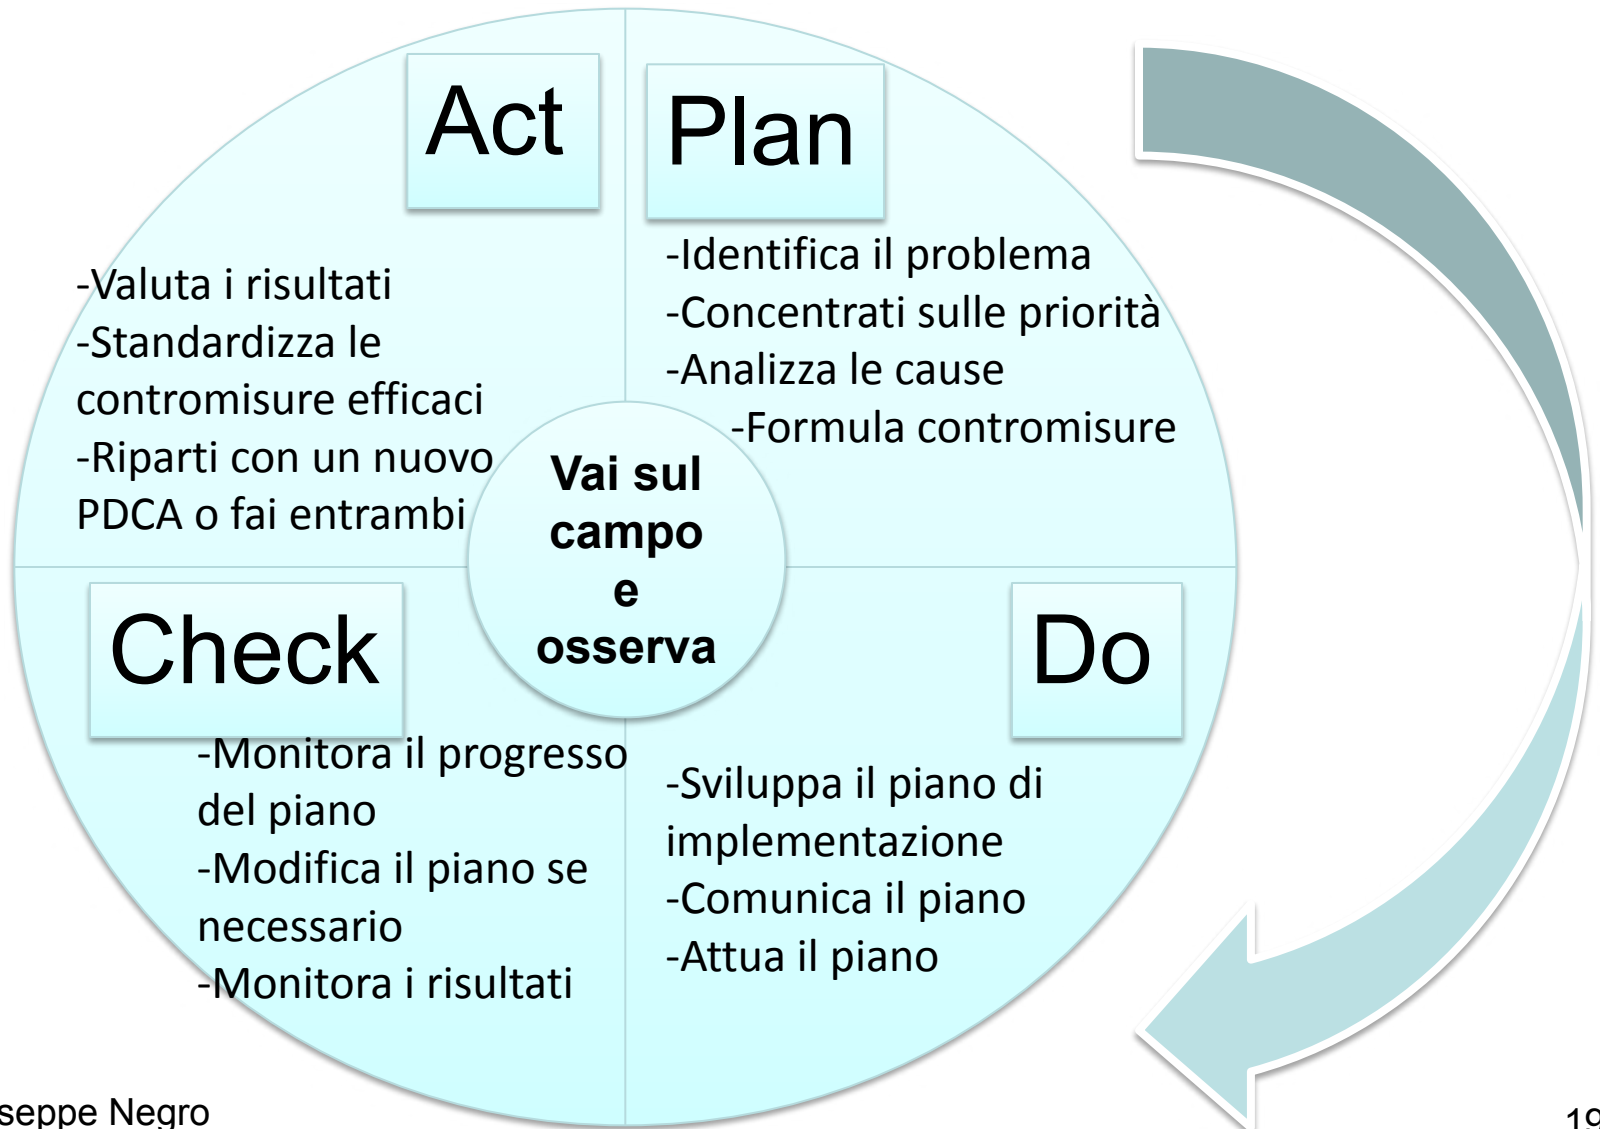 Act
-Valuta i risultati
-Standardizza le
contromisure efficaci
-Riparti con un nuovo
PDCA o fai entrambi
Plan
-Identifica il problema
-Concentrati sulle priorità
-Analizza le cause
-Formula contromisure
Vai sul
campo
e
osserva
Check
-Monitora il progresso
del piano
-Modifica il piano se
necessario
-Monitora i risultati
Do
-Sviluppa il piano di
implementazione
-Comunica il piano
-Attua il piano
seppe Negro
19